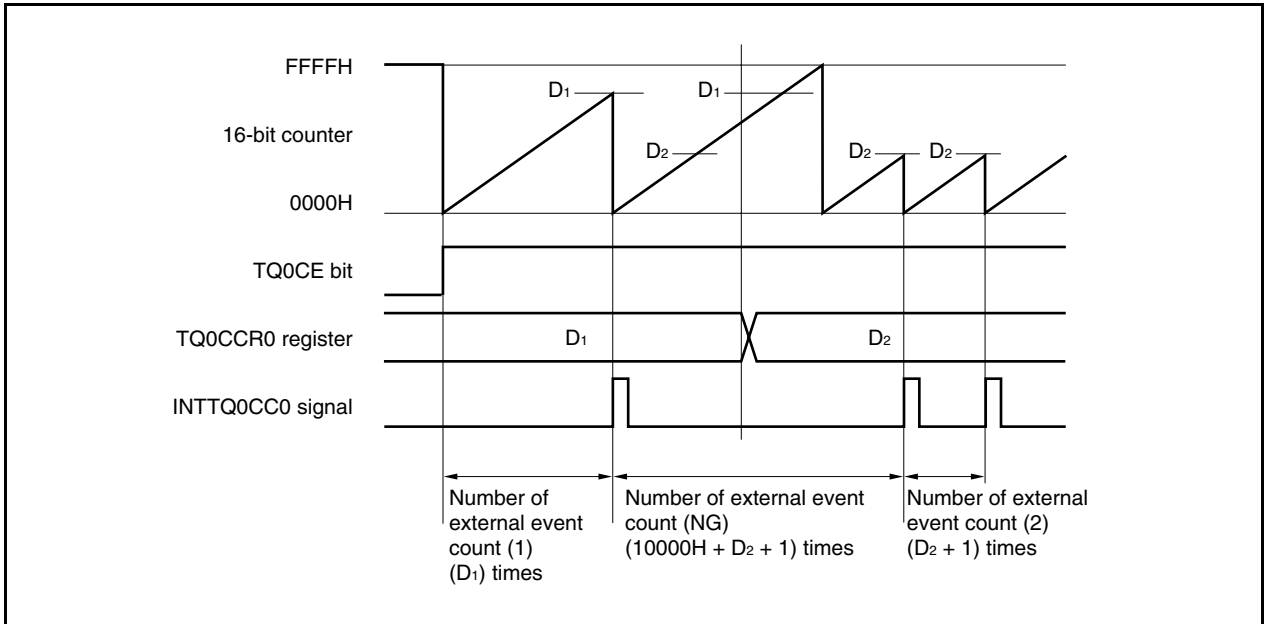 FFFFH
D1
D1
16-bit counter
D2
D2
D2
0000H
TQ0CE bit
TQ0CCR0 register
D1
D2
INTTQ0CC0 signal
Number of
external event
count (1)
(D1) times
Number of external event
count (NG)
(10000H + D2 + 1) times
Number of external
event count (2)
(D2 + 1) times